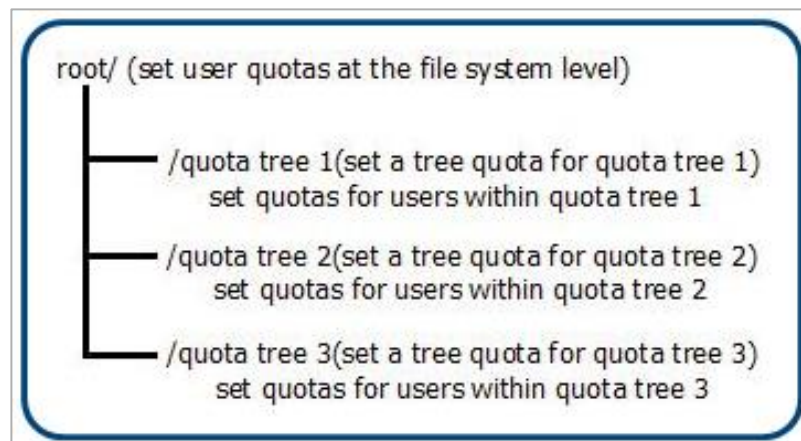 root/ (set user quotas at the file system level)
/quota tree 1(set a tree quota for quota tree 1)
set quotas for users within quota tree 1
/quota tree 2(set a tree quota for quota tree 2)
set quotas for users within quota tree 2
/quota tree 3(set a tree quota for quota tree 3)
set quotas for users within quota tree 3